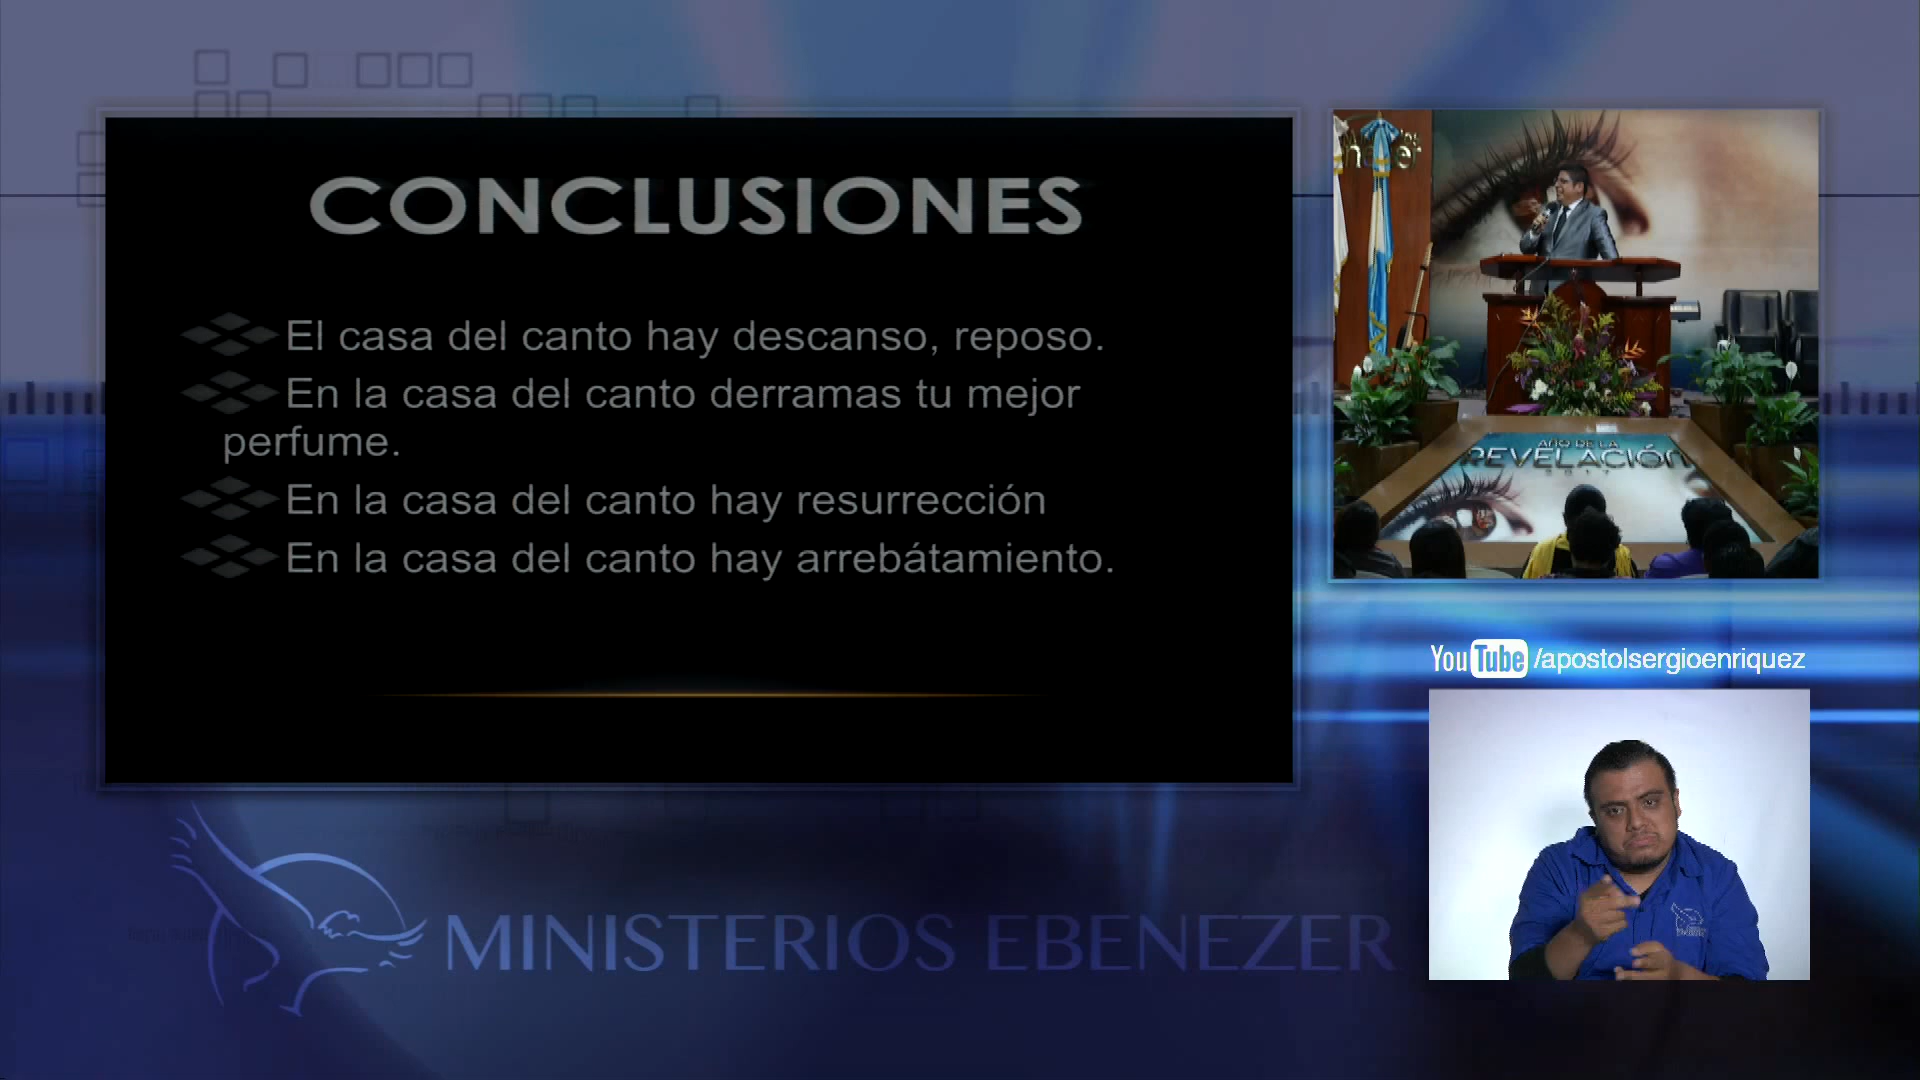 CONCLUSIONES
El casa del canto hay descanso, reposo.
En la casa del canto derramas tu mejor
perfume.
En la casa del canto hay resurrección
En la casa del canto hay arrebátamiento.
AÑO DE LA
REVELACIÓN
2017
YouTube /apostolsergioenriquez
MINISTERIOS EBENEZER